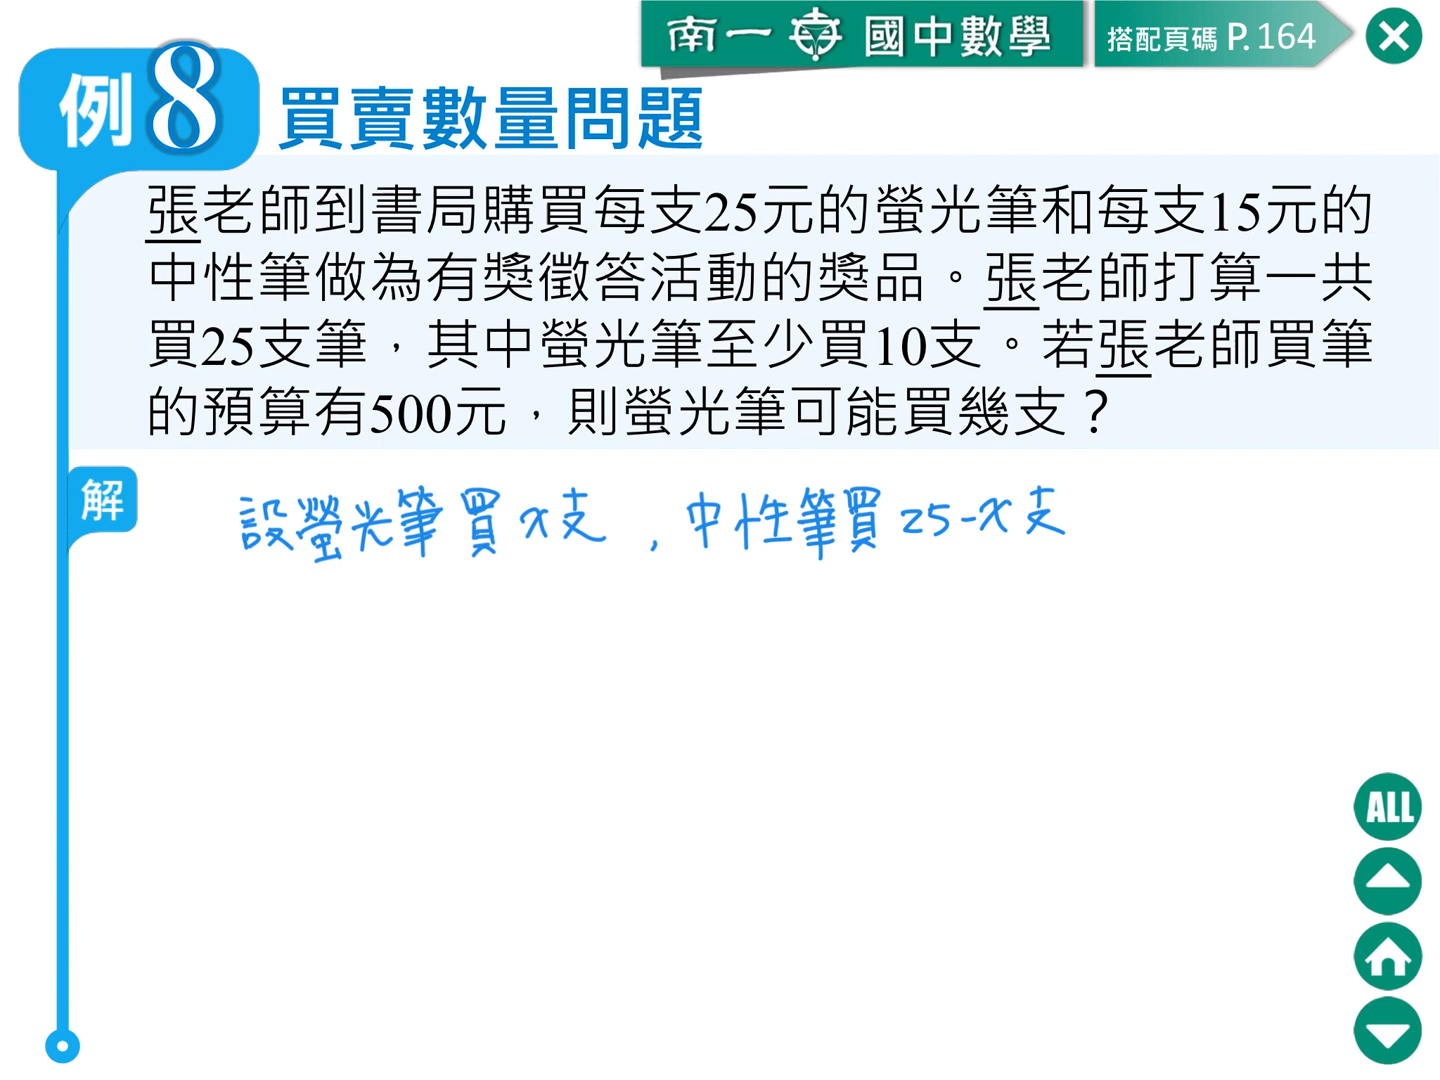 南一 國中數學 搭配頁碼 P. 164
例8 買賣數量問題
張老師到書局購買每支25元的螢光筆和每支15元的
中性筆做為有獎徵答活動的獎品。張老師打算一共
買25支筆，其中螢光筆至少買10支。若張老師買筆
的預算有500元，則螢光筆可能買幾支？
解
設螢光筆買x支，中性筆買25-x支
ALL